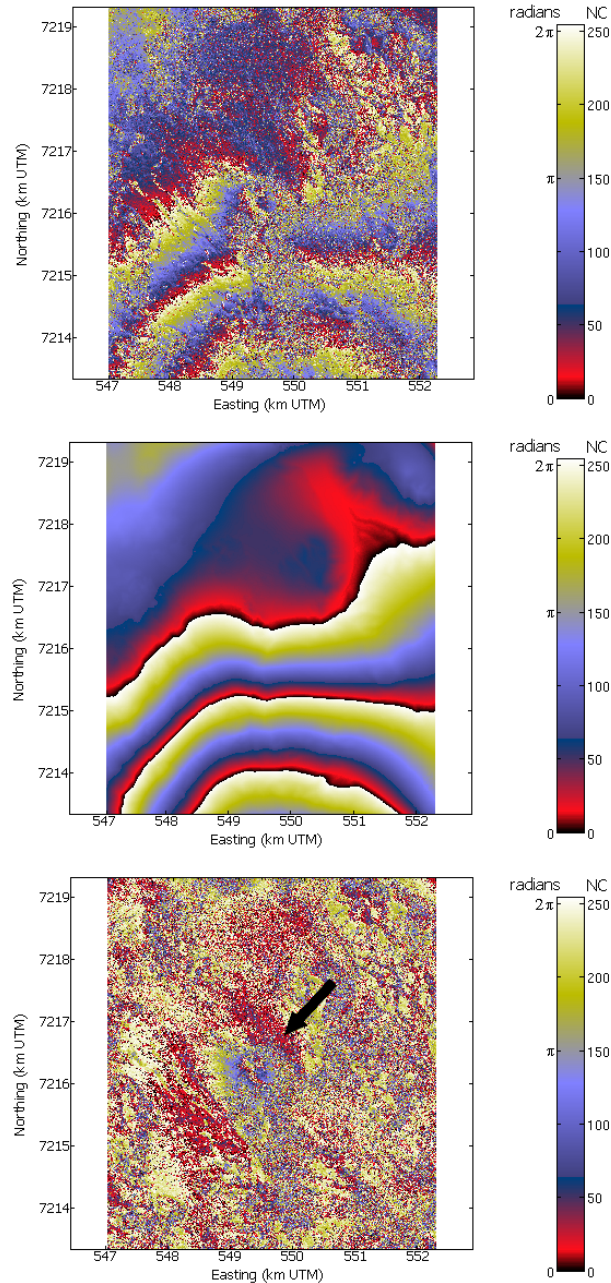 radians NC
7219
7218
7217
7216
7215
7214
Northing (km UTM)
547 548 549 550 551 552
Easting (km UTM)
2π 250
200
150
π
100
50
0 0
radians NC
7219
7218
7217
7216
7215
7214
Northing (km UTM)
547 548 549 550 551 552
Easting (km UTM)
2π 250
200
150
π
100
50
0 0
radians NC
7219
7218
7217
7216
7215
7214
Northing (km UTM)
547 548 549 550 551 552
Easting (km UTM)
2π 250
200
150
π
100
50
0 0